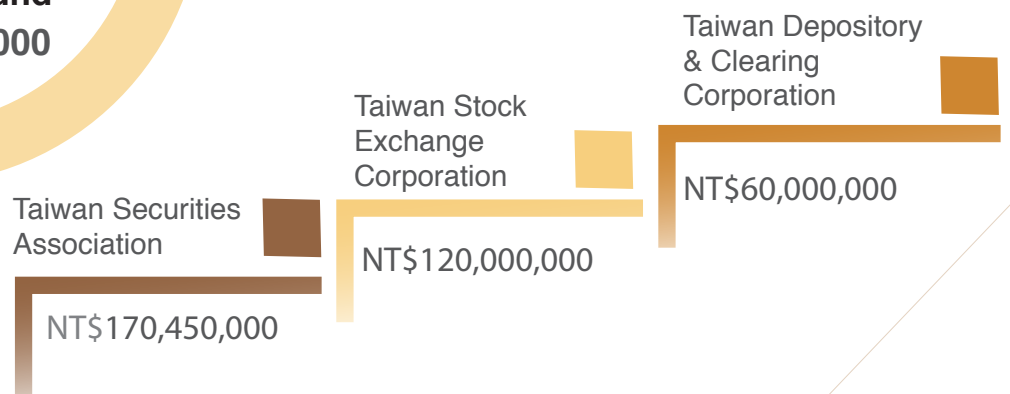 000
Taiwan Depository
& Clearing
Corporation
NT$60,000,000
Taiwan Stock
Exchange
Corporation
NT$120,000,000
Taiwan Securities
Association
NT$170,450,000